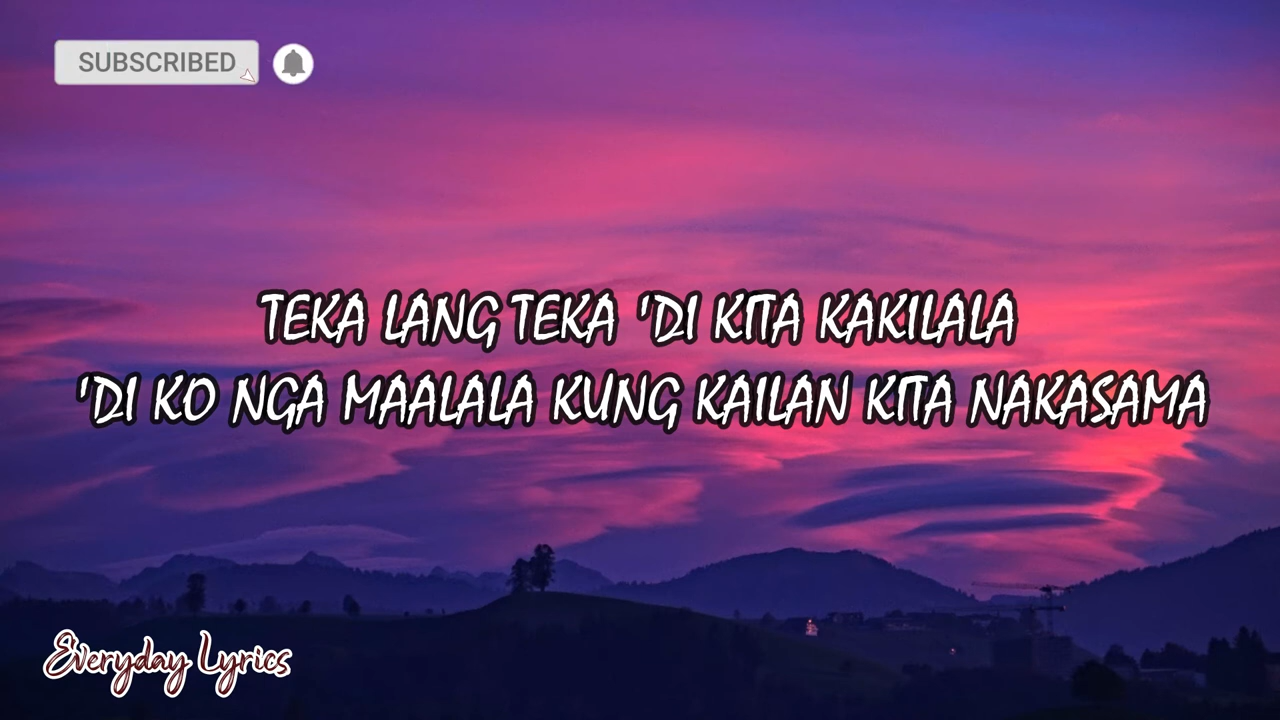 SUBSCRIBED
TEKA LANG TEKA 'DI KITA KAKILALA
'DI KO NGA MAALALA KUNG KAILAN KITA NAKASAMA
Everyday Lyrics